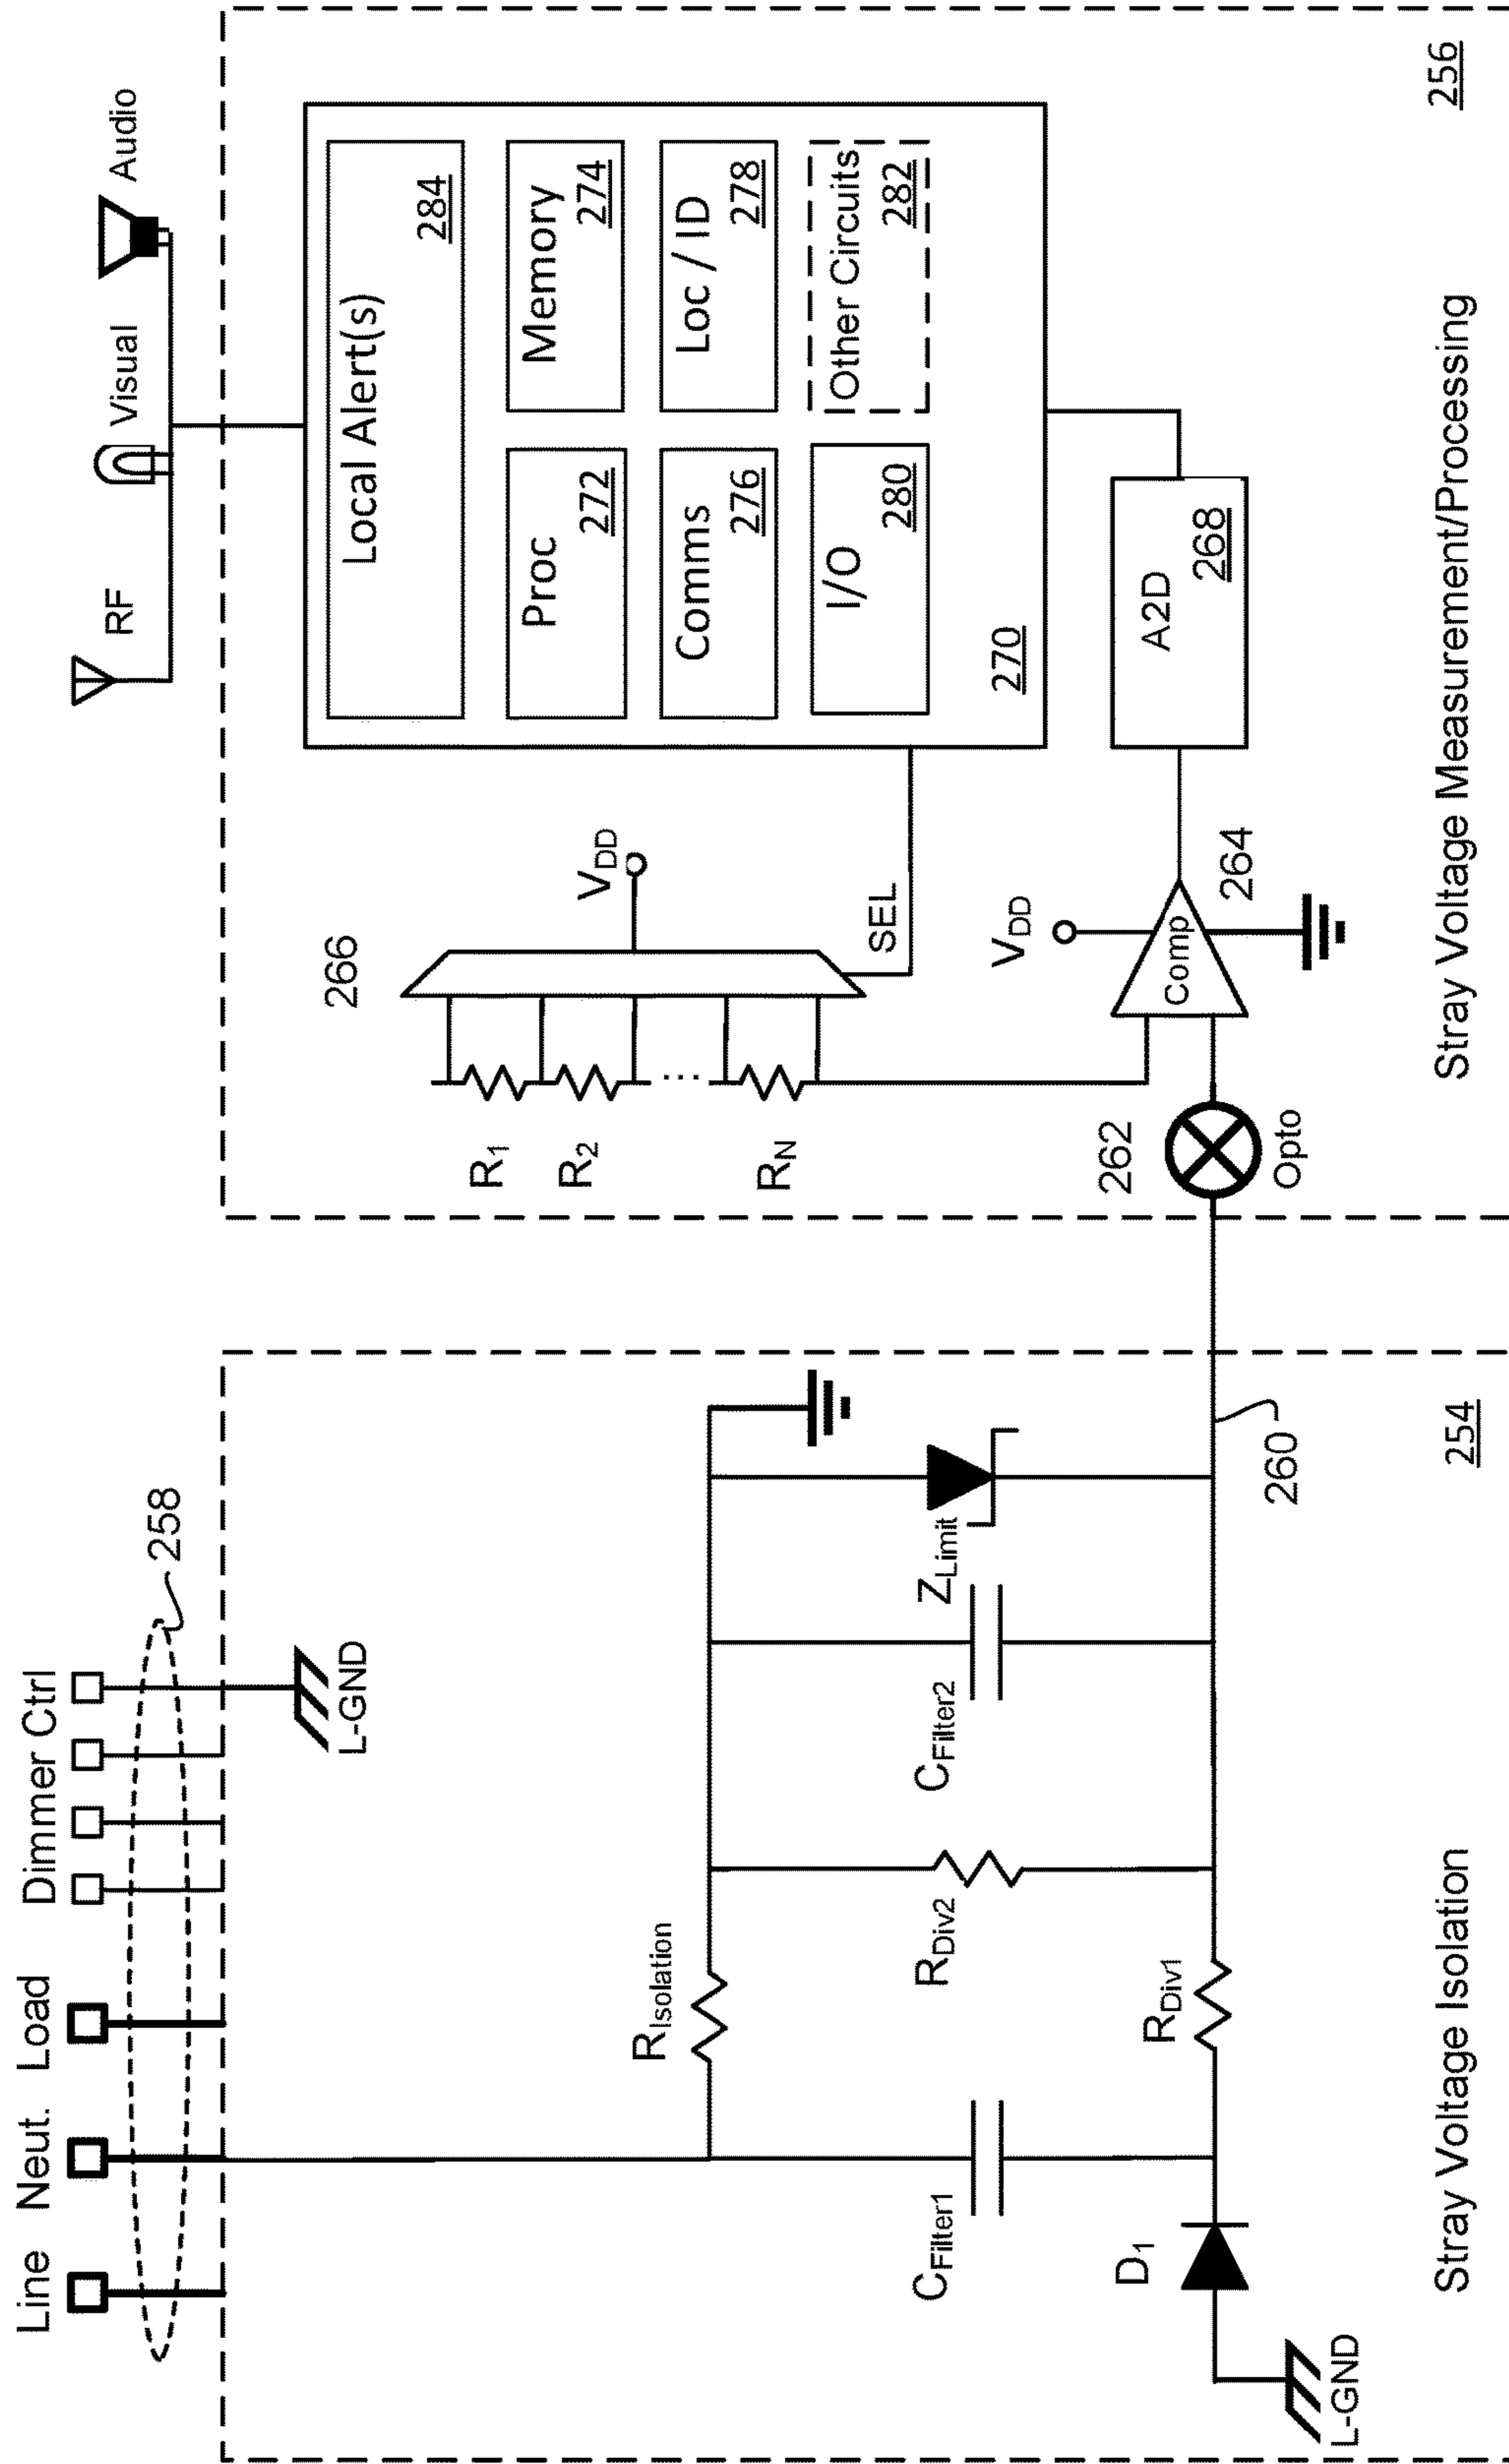 Line
Neut.
Load
Dimmer Ctrl
258
L-GND
R_Isolation
C_Filter1
R_Div2
C_Filter2
Z_Limit
D_1
R_Div1
260
L-GND
254
Stray Voltage Isolation
RF
Visual
Audio
266
V_DD
R_1
R_2
...
R_N
SEL
Local Alert(s)
284
Proc
272
Memory
274
Comms
276
Loc / ID
278
I/O
280
Other Circuits
282
270
262
Opto
V_DD
Comp
264
A2D
268
256
Stray Voltage Measurement/Processing